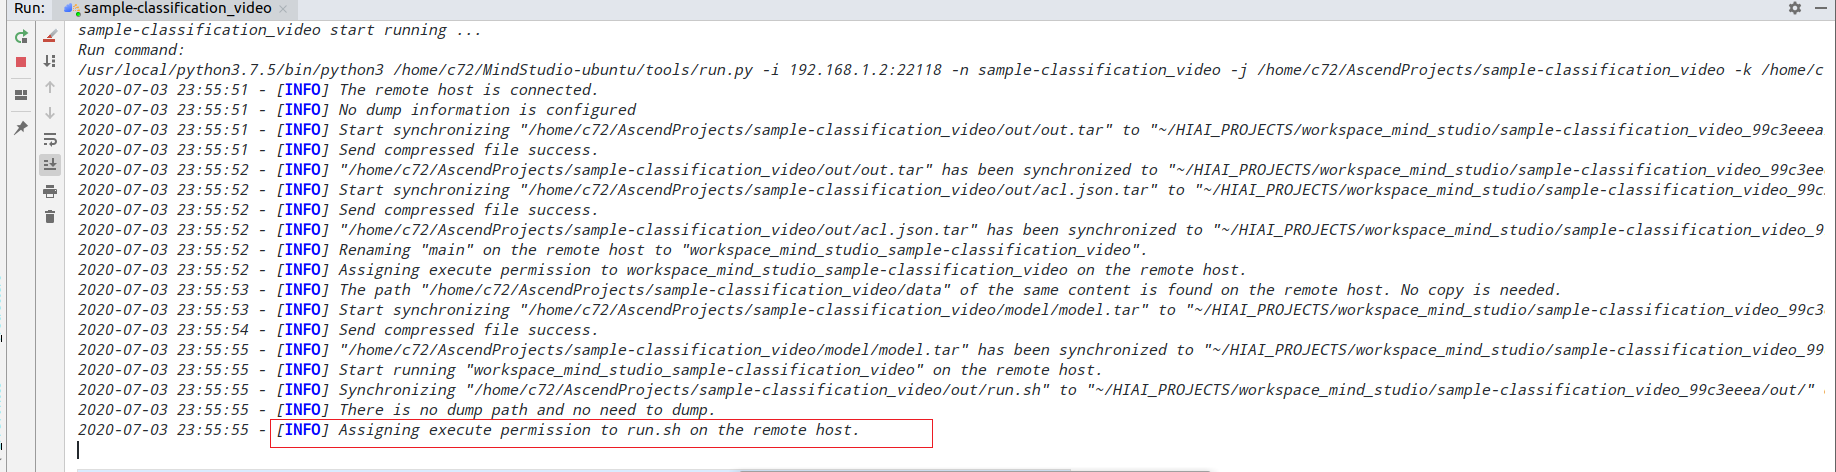 Run: sample-classification_video
sample-classification_video start running ...
Run command:
/usr/local/python3.7.5/bin/python3 /home/c72/MindStudio-ubuntu/tools/run.py -i 192.168.1.2:22118 -n sample-classification_video -j /home/c72/AscendProjects/sample-classification_video -k /home/c
2020-07-03 23:55:51 - [INFO] The remote host is connected.
2020-07-03 23:55:51 - [INFO] No dump information is configured
2020-07-03 23:55:51 - [INFO] Start synchronizing "/home/c72/AscendProjects/sample-classification_video/out/out.tar" to "~/HIAI_PROJECTS/workspace_mind_studio/sample-classification_video_99c3eeea
2020-07-03 23:55:51 - [INFO] Send compressed file success.
2020-07-03 23:55:52 - [INFO] "/home/c72/AscendProjects/sample-classification_video/out/out.tar" has been synchronized to "~/HIAI_PROJECTS/workspace_mind_studio/sample-classification_video_99c3ee
2020-07-03 23:55:52 - [INFO] Start synchronizing "/home/c72/AscendProjects/sample-classification_video/out/acl.json.tar" to "~/HIAI_PROJECTS/workspace_mind_studio/sample-classification_video_99c
2020-07-03 23:55:52 - [INFO] Send compressed file success.
2020-07-03 23:55:52 - [INFO] "/home/c72/AscendProjects/sample-classification_video/out/acl.json.tar" has been synchronized to "~/HIAI_PROJECTS/workspace_mind_studio/sample-classification_video_9
2020-07-03 23:55:52 - [INFO] Renaming "main" on the remote host to "workspace_mind_studio_sample-classification_video".
2020-07-03 23:55:52 - [INFO] Assigning execute permission to workspace_mind_studio_sample-classification_video on the remote host.
2020-07-03 23:55:53 - [INFO] The path "/home/c72/AscendProjects/sample-classification_video/data" of the same content is found on the remote host. No copy is needed.
2020-07-03 23:55:53 - [INFO] Start synchronizing "/home/c72/AscendProjects/sample-classification_video/model/model.tar" to "~/HIAI_PROJECTS/workspace_mind_studio/sample-classification_video_99c3
2020-07-03 23:55:54 - [INFO] Send compressed file success.
2020-07-03 23:55:55 - [INFO] "/home/c72/AscendProjects/sample-classification_video/model/model.tar" has been synchronized to "~/HIAI_PROJECTS/workspace_mind_studio/sample-classification_video_99
2020-07-03 23:55:55 - [INFO] Start running "workspace_mind_studio_sample-classification_video" on the remote host.
2020-07-03 23:55:55 - [INFO] Synchronizing "/home/c72/AscendProjects/sample-classification_video/out/run.sh" to "~/HIAI_PROJECTS/workspace_mind_studio/sample-classification_video_99c3eeea/out/"
2020-07-03 23:55:55 - [INFO] There is no dump path and no need to dump.
2020-07-03 23:55:55 - [INFO] Assigning execute permission to run.sh on the remote host.